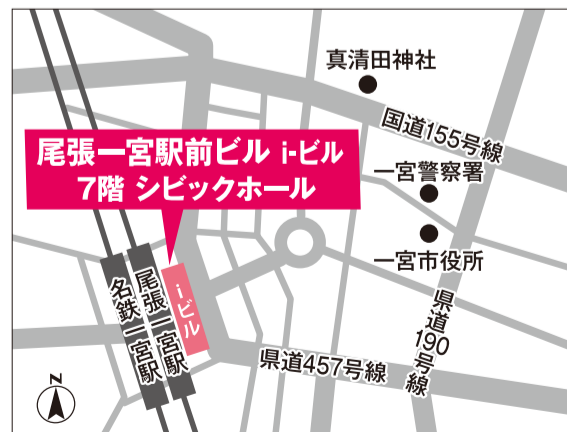 真清田神社
国道155号線
尾張一宮駅前ビル i-ビル
7階 シビックホール
一宮警察署
一宮市役所
尾張一宮駅
名鉄一宮駅
iビル
県道190号線
県道457号線
N